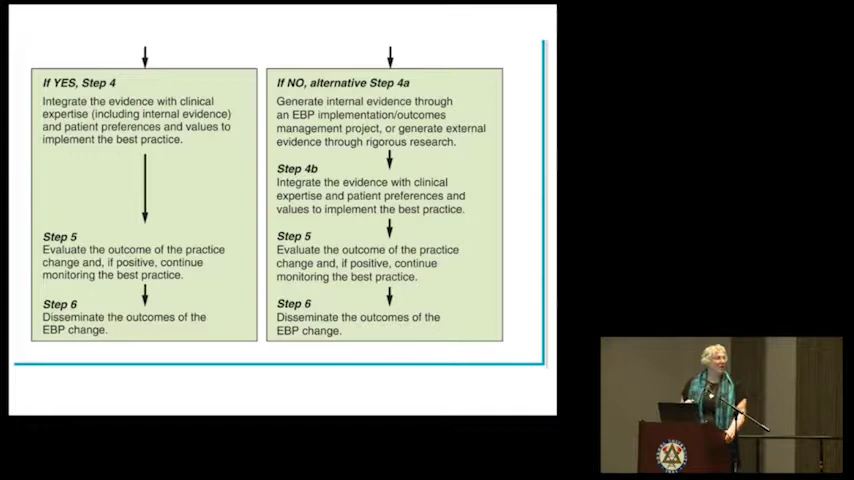 If YES, Step 4
Integrate the evidence with clinical
expertise (including internal evidence)
and patient preferences and values to
implement the best practice.
Step 5
Evaluate the outcome of the practice
change and, if positive, continue
monitoring the best practice.
Step 6
Disseminate the outcomes of the
EBP change.
If NO, alternative Step 4a
Generate internal evidence through
an EBP implementation/outcomes
management project, or generate external
evidence through rigorous research.
Step 4b
Integrate the evidence with clinical
expertise and patient preferences and
values to implement the best practice.
Step 5
Evaluate the outcome of the practice
change and, if positive, continue
monitoring the best practice.
Step 6
Disseminate the outcomes of the
EBP change.